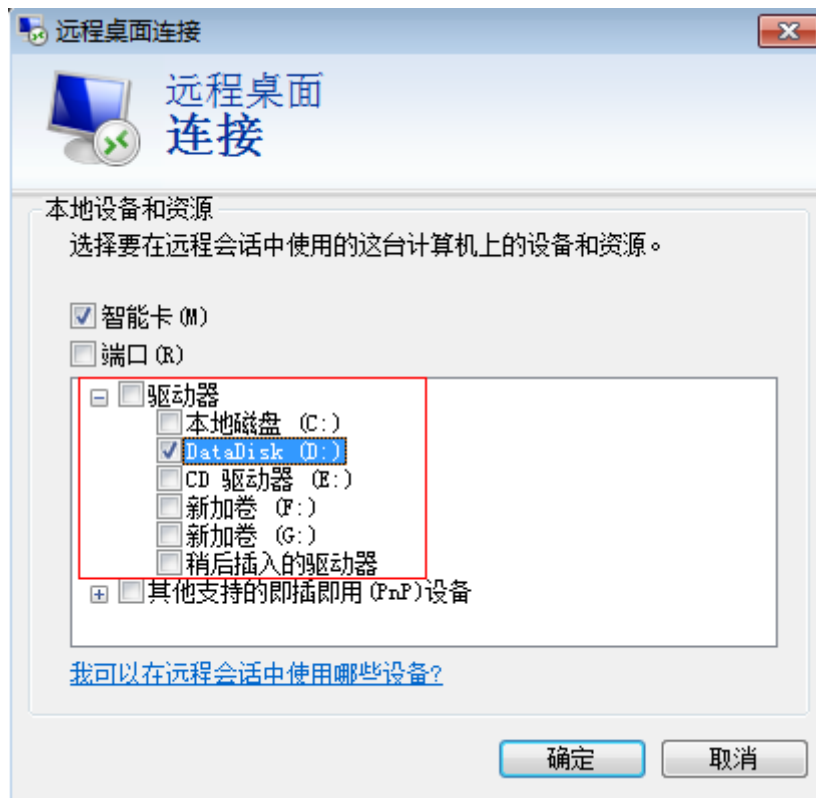 远程桌面连接
远程桌面
连接
本地设备和资源
选择要在远程会话中使用的这台计算机上的设备和资源。
智能卡(M)
端口(R)
驱动器
本地磁盘 (C:)
DataDisk (D:)
CD 驱动器 (E:)
新加卷 (F:)
新加卷 (G:)
稍后插入的驱动器
其他支持的即插即用(PnP)设备
我可以在远程会话中使用哪些设备?
确定
取消